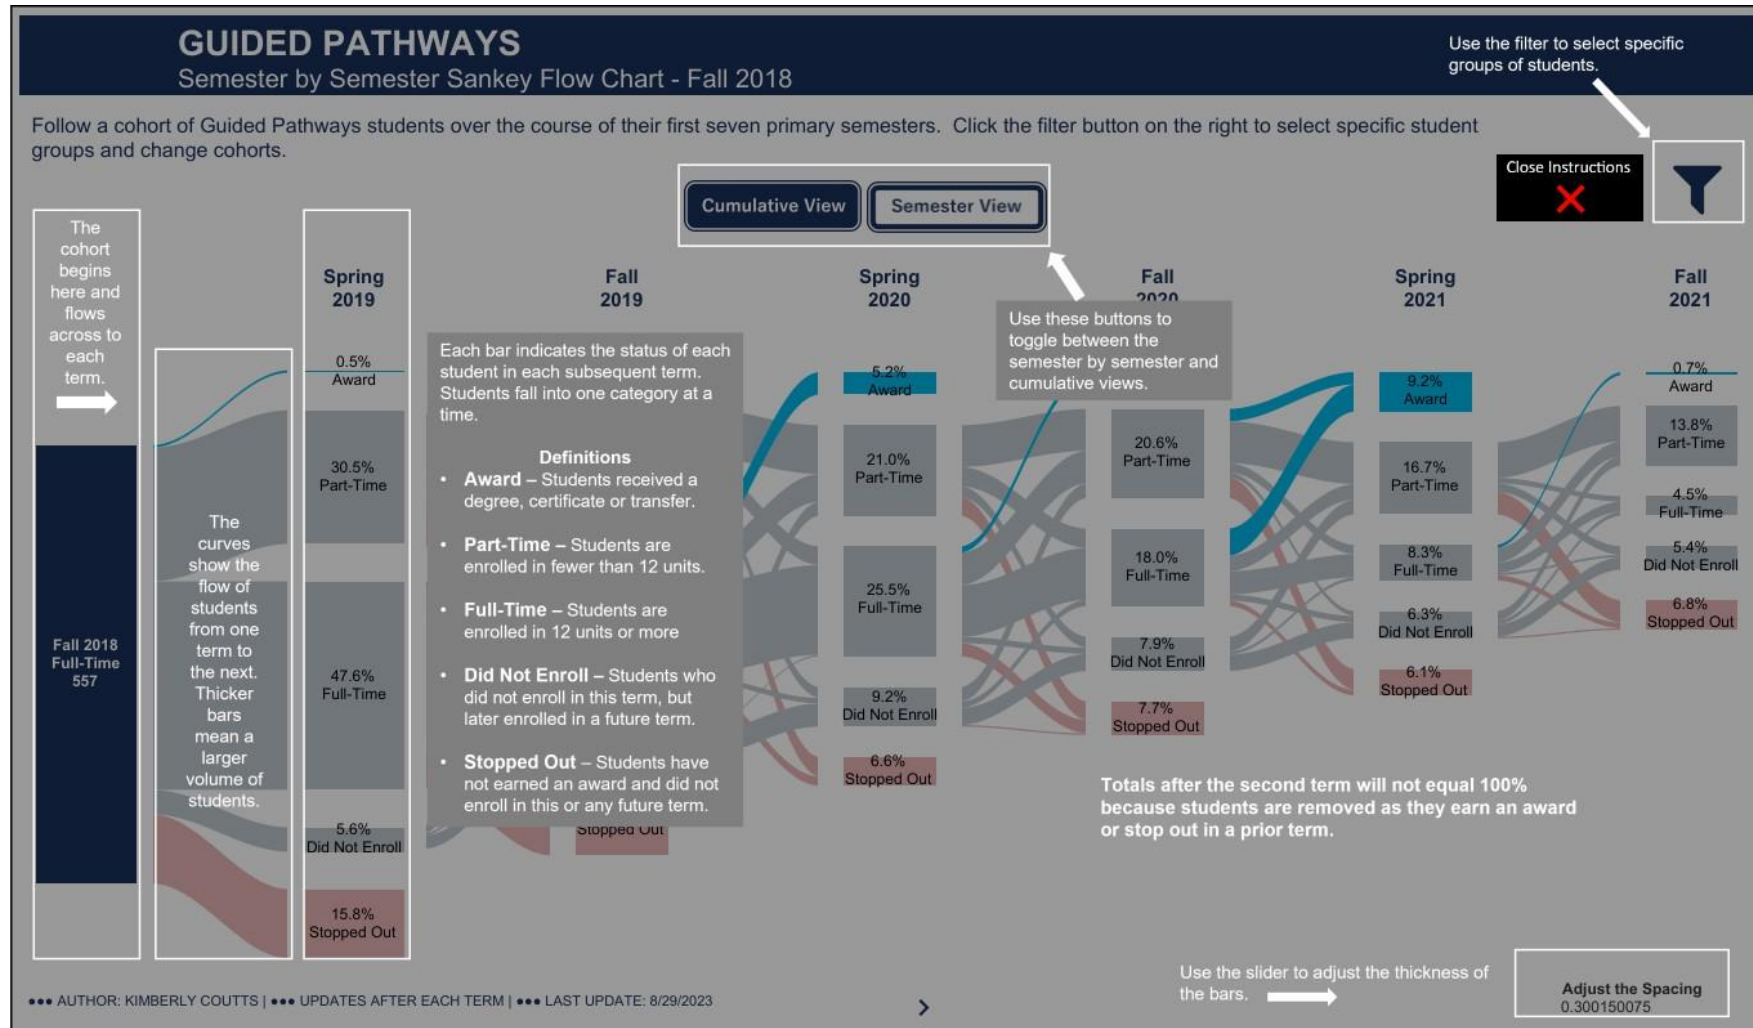 GUIDED PATHWAYS
Semester by Semester Sankey Flow Chart - Fall 2018
Use the filter to select specific
groups of students.
Follow a cohort of Guided Pathways students over the course of their first seven primary semesters. Click the filter button on the right to select specific student
groups and change cohorts.
Close Instructions
Cumulative View
Semester View
The
cohort
begins
here and
flows
across to
each
term.
Fall 2018
Full-Time
557
The
curves
show the
flow of
students
from one
term to
the next.
Thicker
bars
mean a
larger
volume of
students.
Spring
2019
0.5%
Award
30.5%
Part-Time
47.6%
Full-Time
5.6%
Did Not Enroll
15.8%
Stopped Out
Fall
2019
Each bar indicates the status of each
student in each subsequent term.
Students fall into one category at a
time.
Definitions
• Award – Students received a
degree, certificate or transfer.
• Part-Time – Students are
enrolled in fewer than 12 units.
• Full-Time – Students are
enrolled in 12 units or more
• Did Not Enroll – Students who
did not enroll in this term, but
later enrolled in a future term.
• Stopped Out – Students have
not earned an award and did not
enroll in this or any future term.
Stopped Out
Spring
2020
5.2%
Award
21.0%
Part-Time
25.5%
Full-Time
9.2%
Did Not Enroll
6.6%
Stopped Out
Fall
2020
Use these buttons to
toggle between the
semester by semester and
cumulative views.
20.6%
Part-Time
18.0%
Full-Time
7.9%
Did Not Enroll
7.7%
Stopped Out
Spring
2021
9.2%
Award
16.7%
Part-Time
8.3%
Full-Time
6.3%
Did Not Enroll
6.1%
Stopped Out
Fall
2021
0.7%
Award
13.8%
Part-Time
4.5%
Full-Time
5.4%
Did Not Enroll
6.8%
Stopped Out
Totals after the second term will not equal 100%
because students are removed as they earn an award
or stop out in a prior term.
Use the slider to adjust the thickness of
the bars.
Adjust the Spacing
0.300150075
●●● AUTHOR: KIMBERLY COUTTS | ●●● UPDATES AFTER EACH TERM | ●●● LAST UPDATE: 8/29/2023